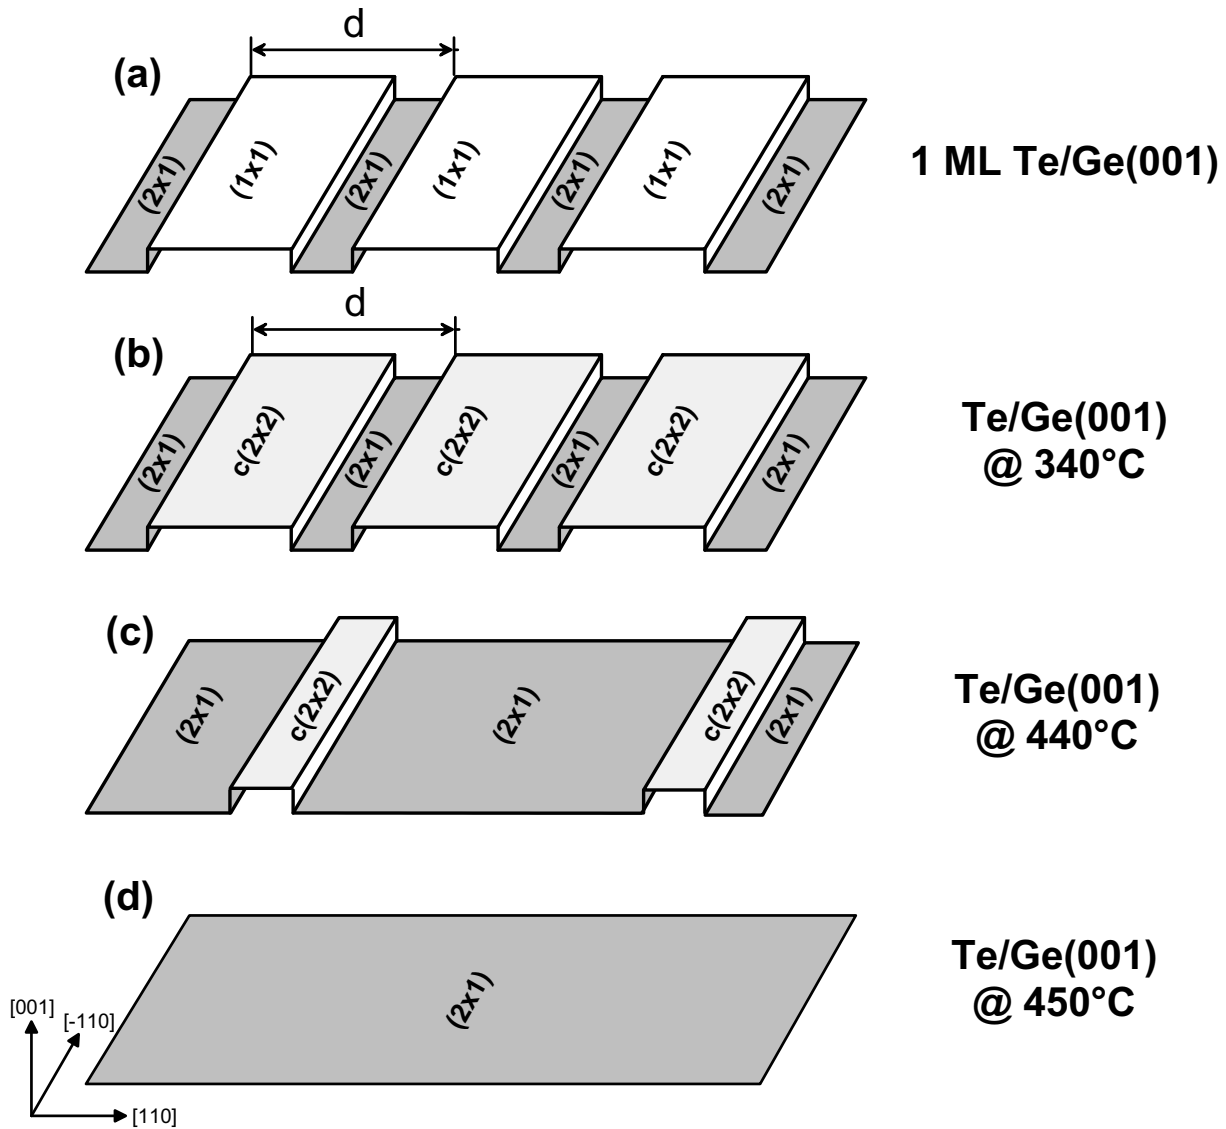 (a)
d
(2x1)
(1x1)
(2x1)
(1x1)
(2x1)
(1x1)
(2x1)
1 ML Te/Ge(001)
(b)
d
(2x1)
c(2x2)
(2x1)
c(2x2)
(2x1)
c(2x2)
(2x1)
Te/Ge(001)
@ 340°C
(c)
(2x1)
c(2x2)
(2x1)
c(2x2)
(2x1)
Te/Ge(001)
@ 440°C
(d)
(2x1)
Te/Ge(001)
@ 450°C
[001]
[-110]
[110]